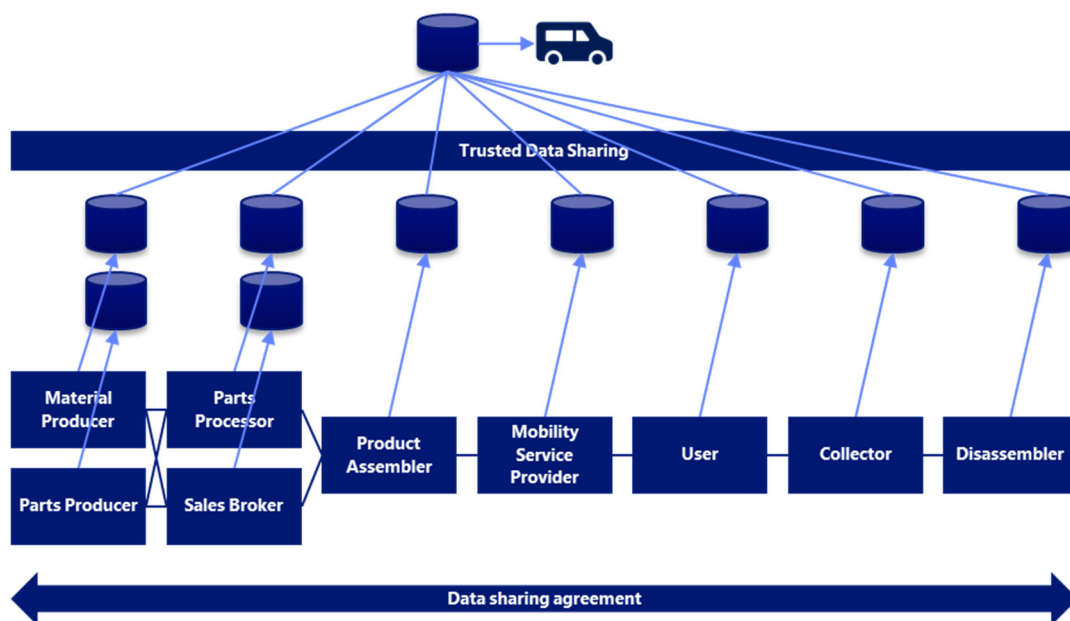 Trusted Data Sharing
Material
Producer
Parts
Processor
Product
Assembler
Mobility
Service
Provider
User
Collector
Disassembler
Parts Producer
Sales Broker
Data sharing agreement